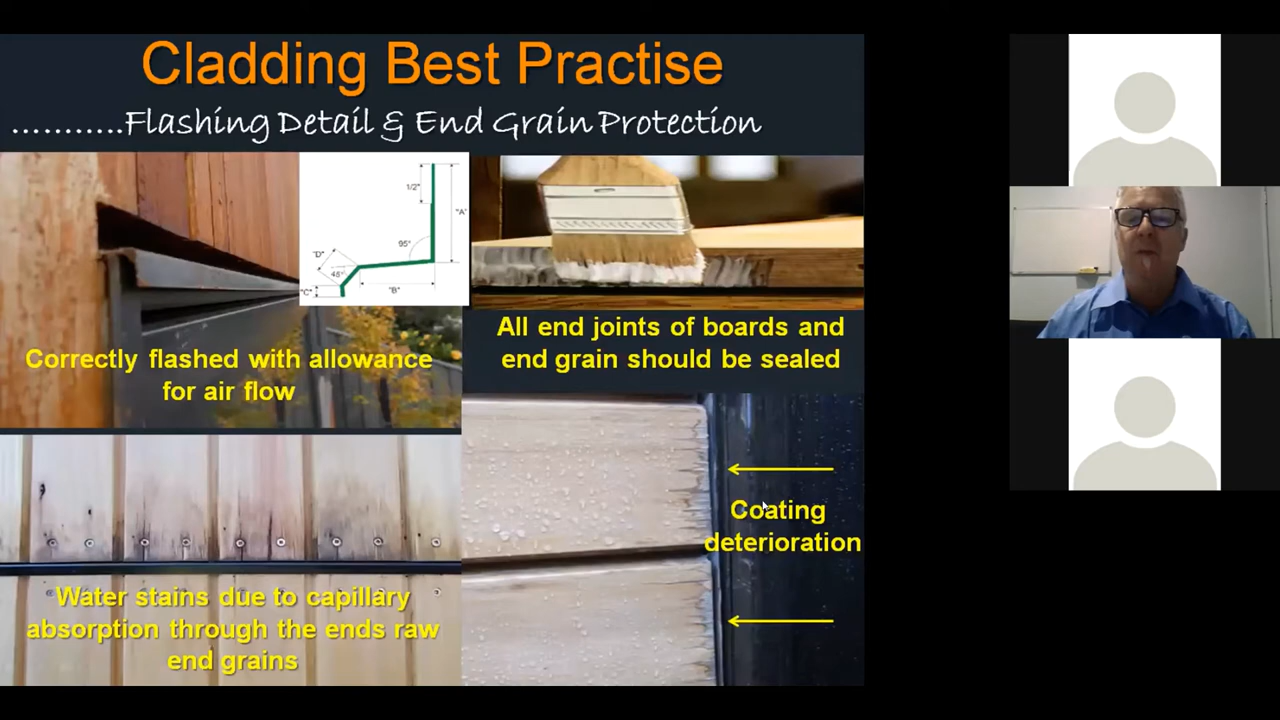 Cladding Best Practise
...........Flashing Detail & End Grain Protection
1/2"
"A"
95°
"D"
45°
"C"
"B"
Correctly flashed with allowance
for air flow
All end joints of boards and
end grain should be sealed
Water stains due to capillary
absorption through the ends raw
end grains
Coating
deterioration